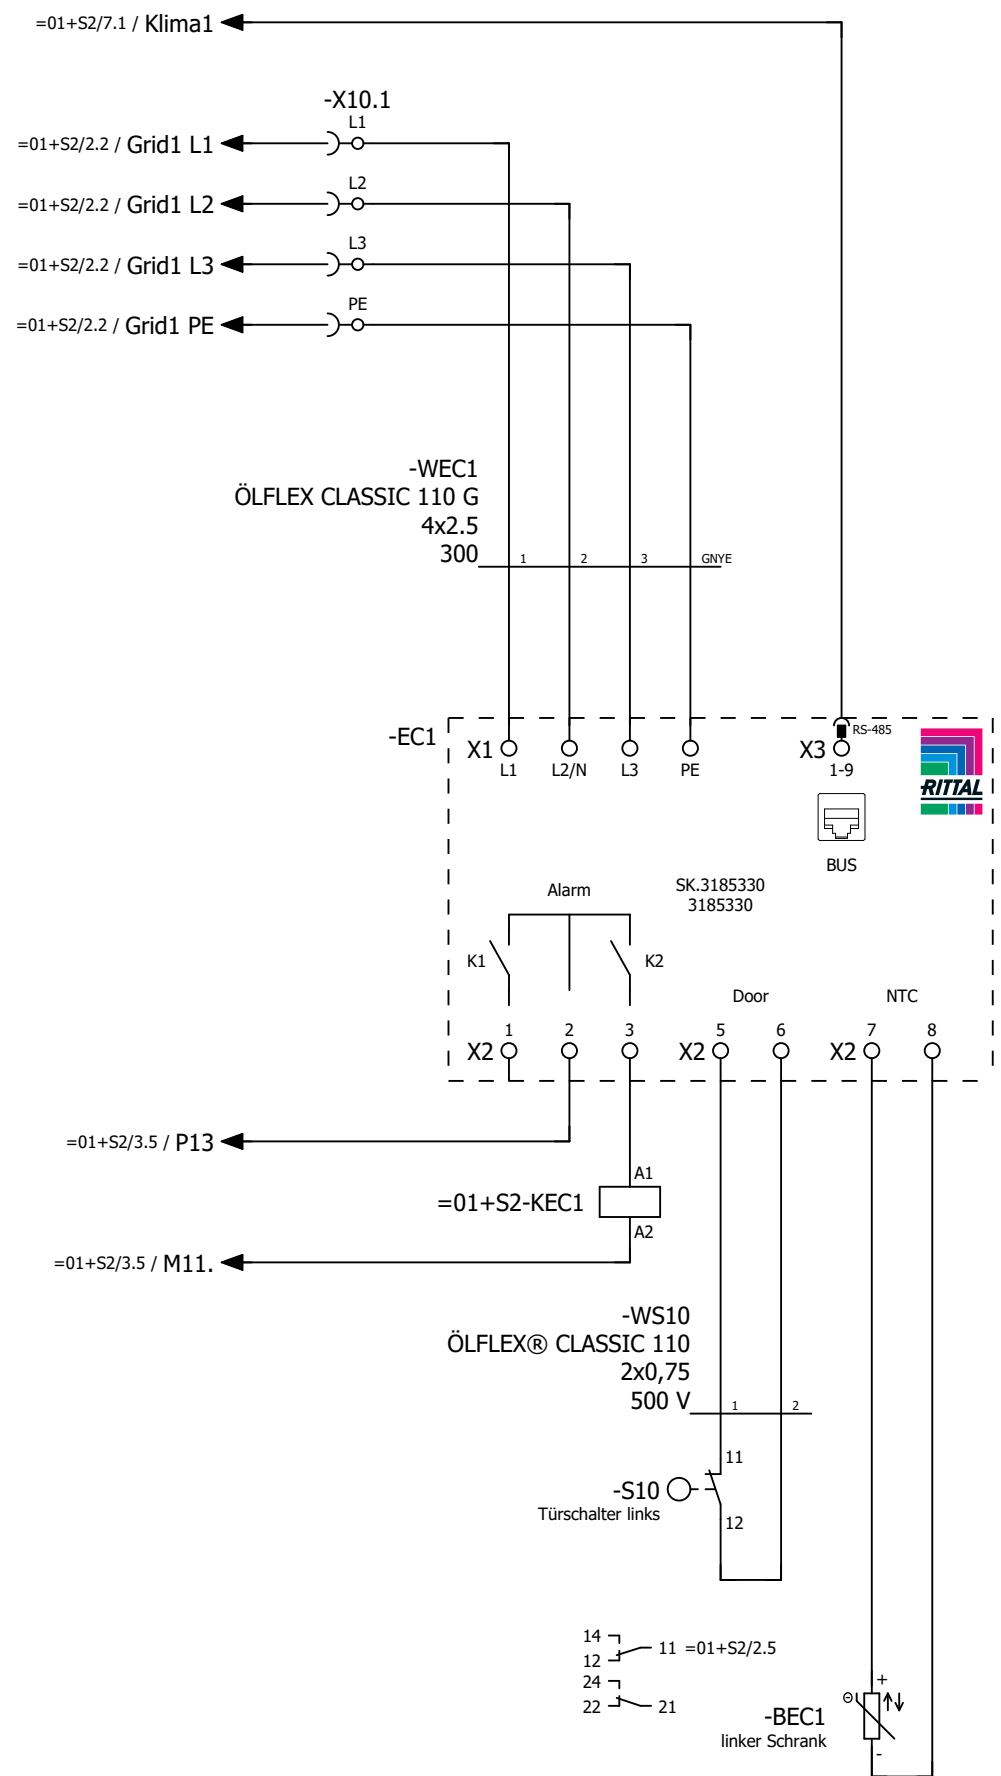 =01+S2/7.1 / Klima1
-X10.1
L1
=01+S2/2.2 / Grid1 L1
L2
=01+S2/2.2 / Grid1 L2
L3
=01+S2/2.2 / Grid1 L3
PE
=01+S2/2.2 / Grid1 PE
-WEC1
ÖLFLEX CLASSIC 110 G
4x2.5
300
1 2 3 GNYE
-EC1
X1 L1 L2/N L3 PE
X3 1-9
RS-485
RITTAL
BUS
SK.3185330
3185330
Alarm
K1 K2
Door
NTC
1 2 3 5 6 7 8
X2 X2 X2
=01+S2/3.5 / P13
A1
=01+S2-KEC1
A2
=01+S2/3.5 / M11.
-WS10
ÖLFLEX® CLASSIC 110
2x0,75
500 V
1 2
11
-S10
Türschalter links
12
14
12 11 =01+S2/2.5
24
22 21
+
Θ
-BEC1
linker Schrank
-